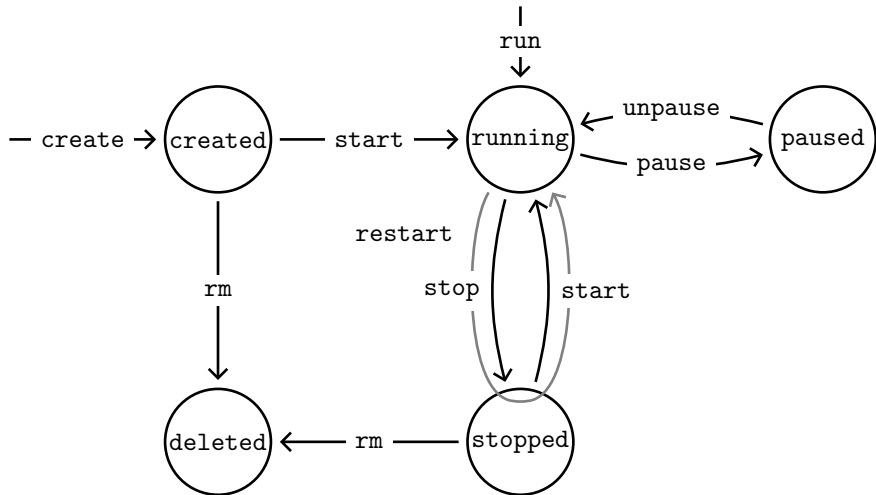 run
create
created
start
running
unpause
pause
paused
restart
rm
stop
start
deleted
rm
stopped